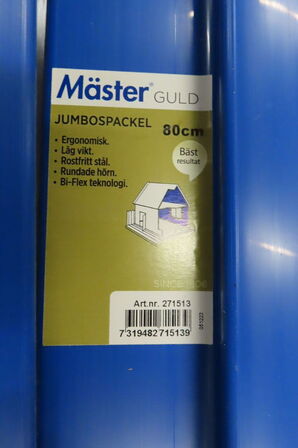 Mäster® GULD
JUMBOSPACKEL 80cm
• Ergonomisk.
• Låg vikt.
• Rostfritt stål.
• Rundade hörn.
• Bi-Flex teknologi.
Bäst
resultat
SINCE
Art.nr. 271513
7 319482 715139